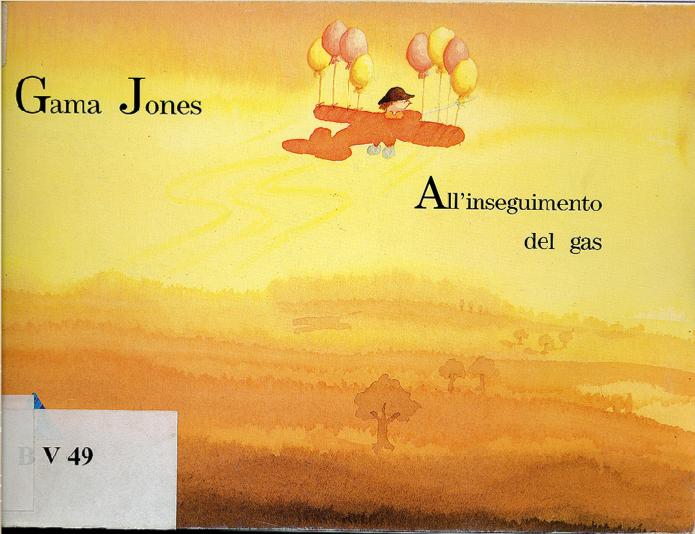 Gama Jones
All'inseguimento
del gas
B V 49